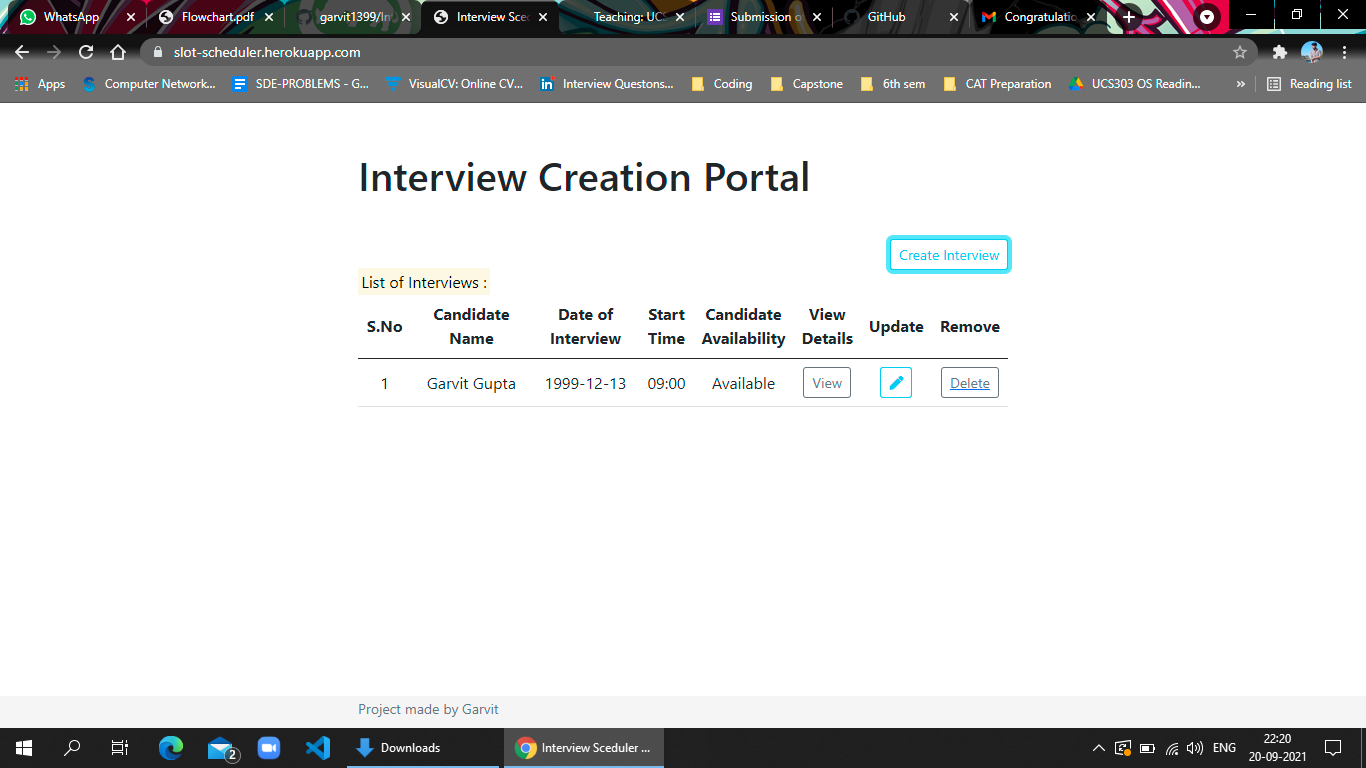 WhatsApp
Flowchart.pdf
garvit1399/Int
Interview Sced
Teaching: UCS
Submission o
GitHub
Congratulatio
slot-scheduler.herokuapp.com
Apps
Computer Network...
SDE-PROBLEMS - G...
VisualCV: Online CV...
Interview Questons...
Coding
Capstone
6th sem
CAT Preparation
UCS303 OS Readin...
Reading list
Interview Creation Portal
Create Interview
List of Interviews :
S.No Candidate Name Date of Interview Start Time Candidate Availability View Details Update Remove
1 Garvit Gupta 1999-12-13 09:00 Available View Delete
Project made by Garvit
2
Downloads
Interview Sceduler ...
ENG
22:20
20-09-2021